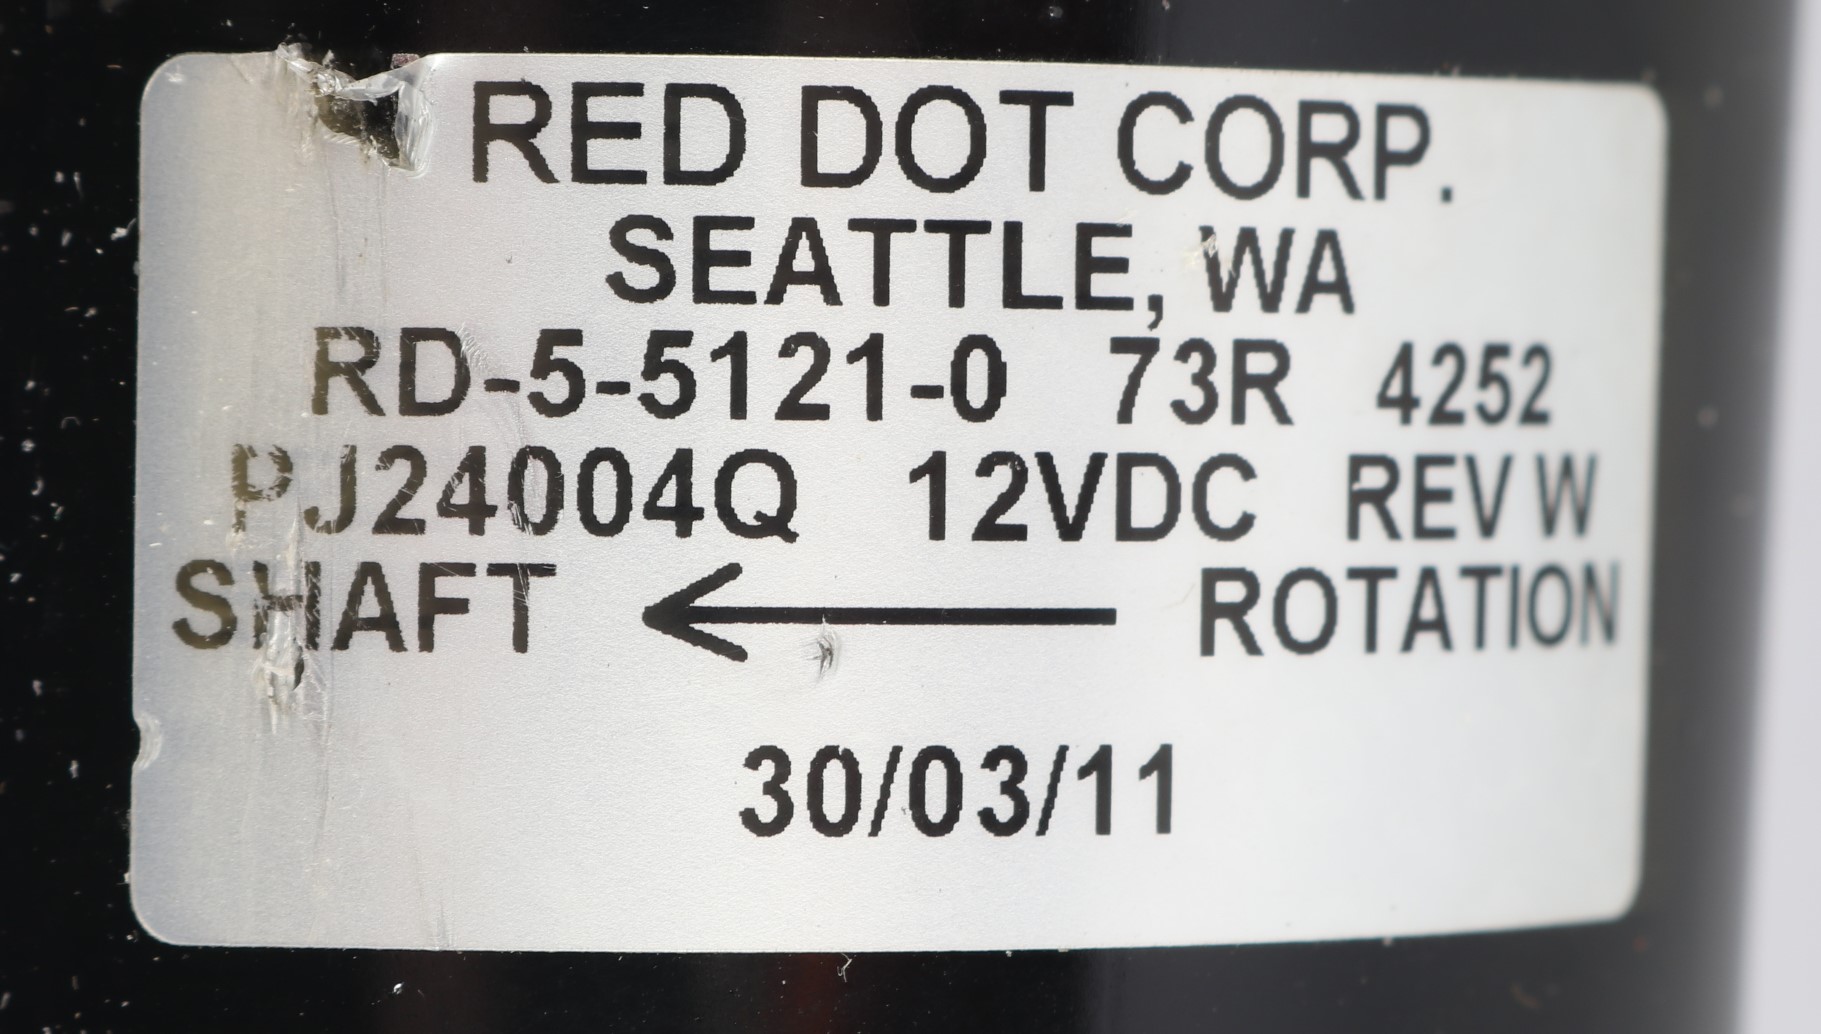 RED DOT CORP.
SEATTLE, WA
RD-5-5121-0 73R 4252
PJ24004Q 12VDC REV W
SHAFT ← ROTATION
30/03/11